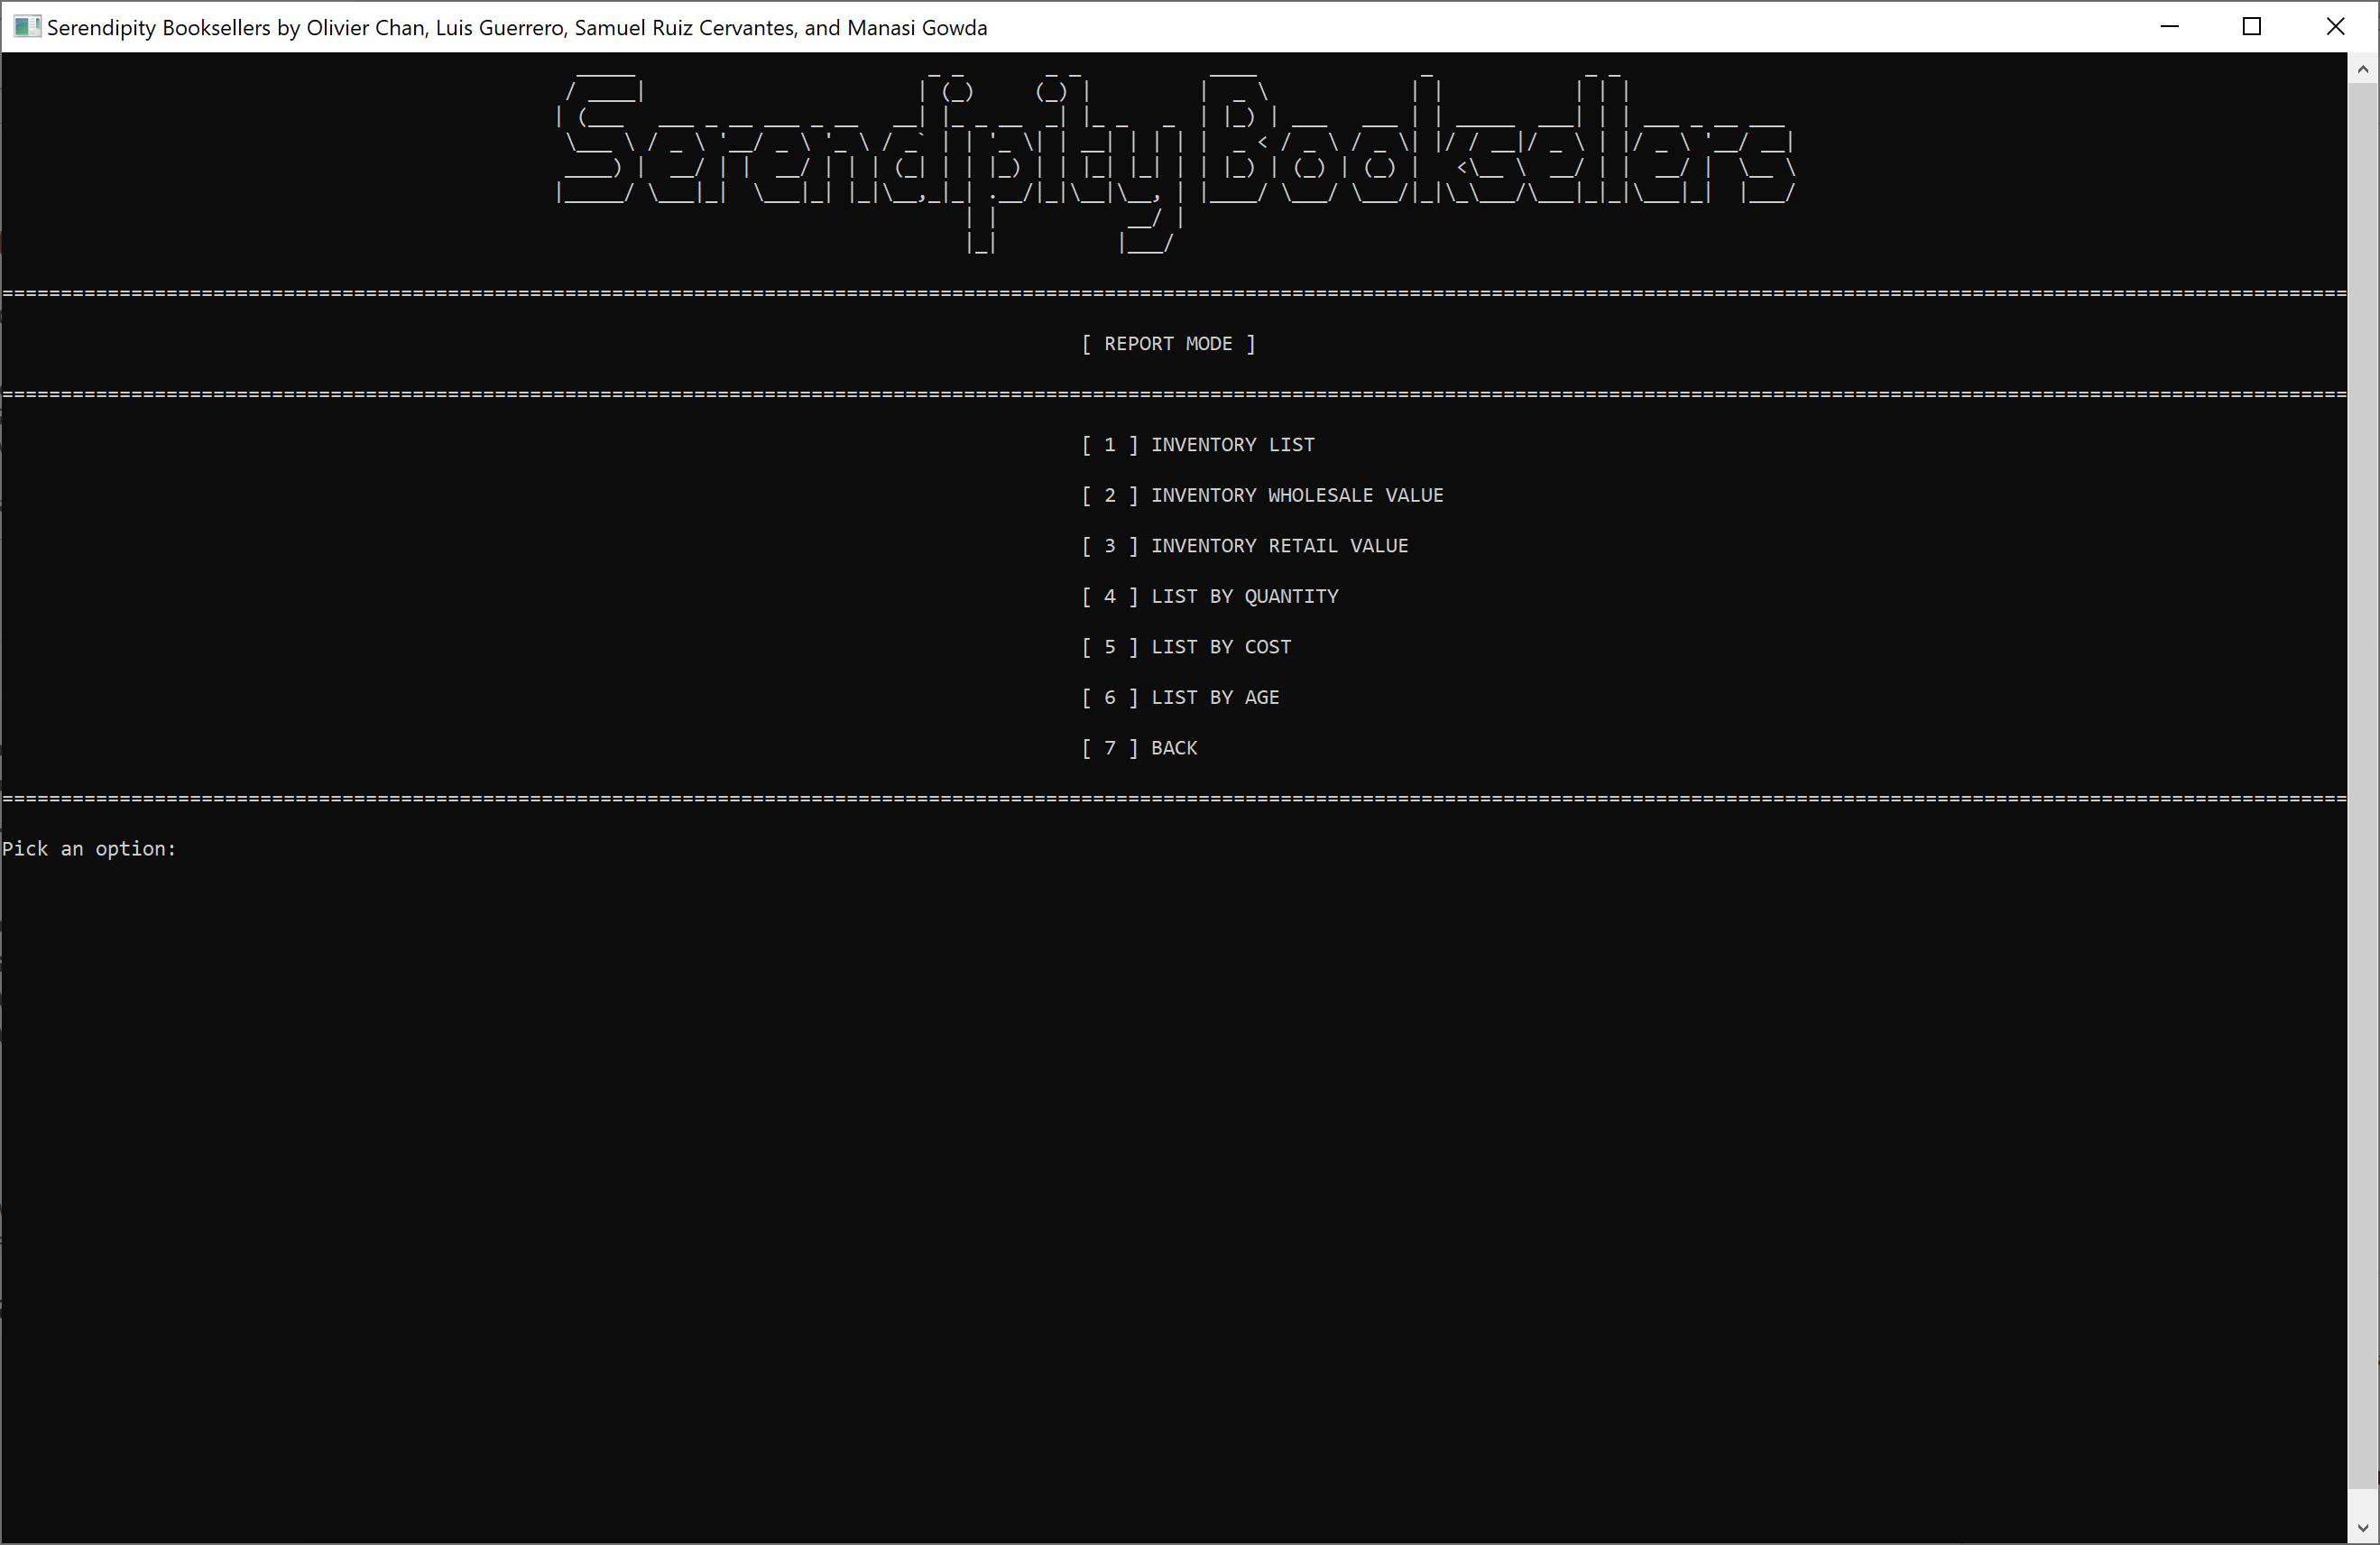 Serendipity Booksellers by Olivier Chan, Luis Guerrero, Samuel Ruiz Cervantes, and Manasi Gowda
Serendipity Booksellers
[ REPORT MODE ]
[ 1 ] INVENTORY LIST
[ 2 ] INVENTORY WHOLESALE VALUE
[ 3 ] INVENTORY RETAIL VALUE
[ 4 ] LIST BY QUANTITY
[ 5 ] LIST BY COST
[ 6 ] LIST BY AGE
[ 7 ] BACK
Pick an option: